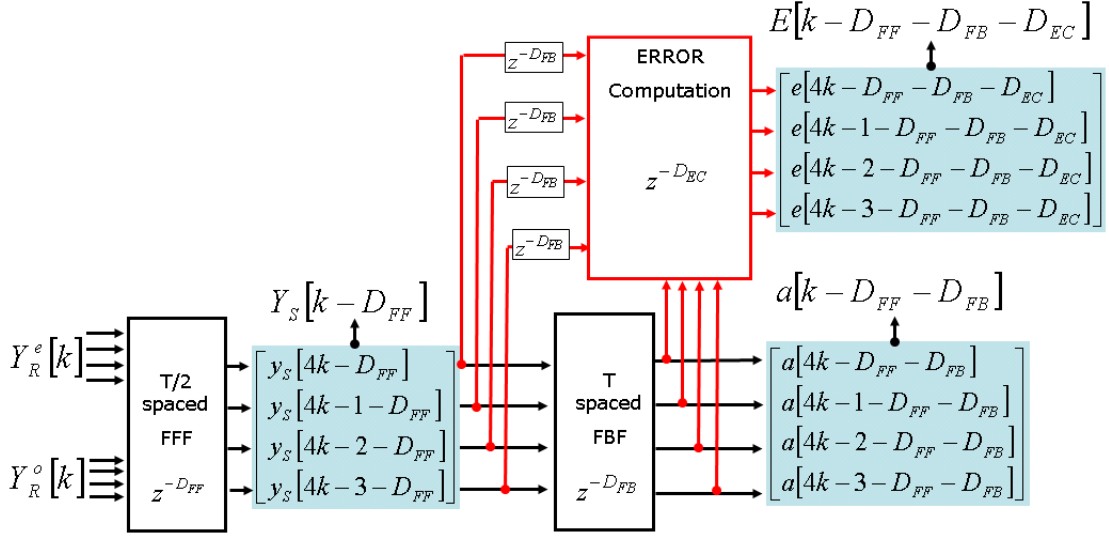 E[k − D_FF − D_FB − D_EC]
z^{-D_FB}
ERROR
Computation
z^{-D_EC}
e[4k − D_FF − D_FB − D_EC]
z^{-D_FB}
e[4k − 1 − D_FF − D_FB − D_EC]
z^{-D_FB}
e[4k − 2 − D_FF − D_FB − D_EC]
z^{-D_FB}
e[4k − 3 − D_FF − D_FB − D_EC]
Y_S[k − D_FF]
a[k − D_FF − D_FB]
Y_R^e[k]
Y_R^o[k]
T/2
spaced
FFF
z^{-D_FF}
y_S[4k − D_FF]
y_S[4k − 1 − D_FF]
y_S[4k − 2 − D_FF]
y_S[4k − 3 − D_FF]
T
spaced
FBF
z^{-D_FB}
a[4k − D_FF − D_FB]
a[4k − 1 − D_FF − D_FB]
a[4k − 2 − D_FF − D_FB]
a[4k − 3 − D_FF − D_FB]